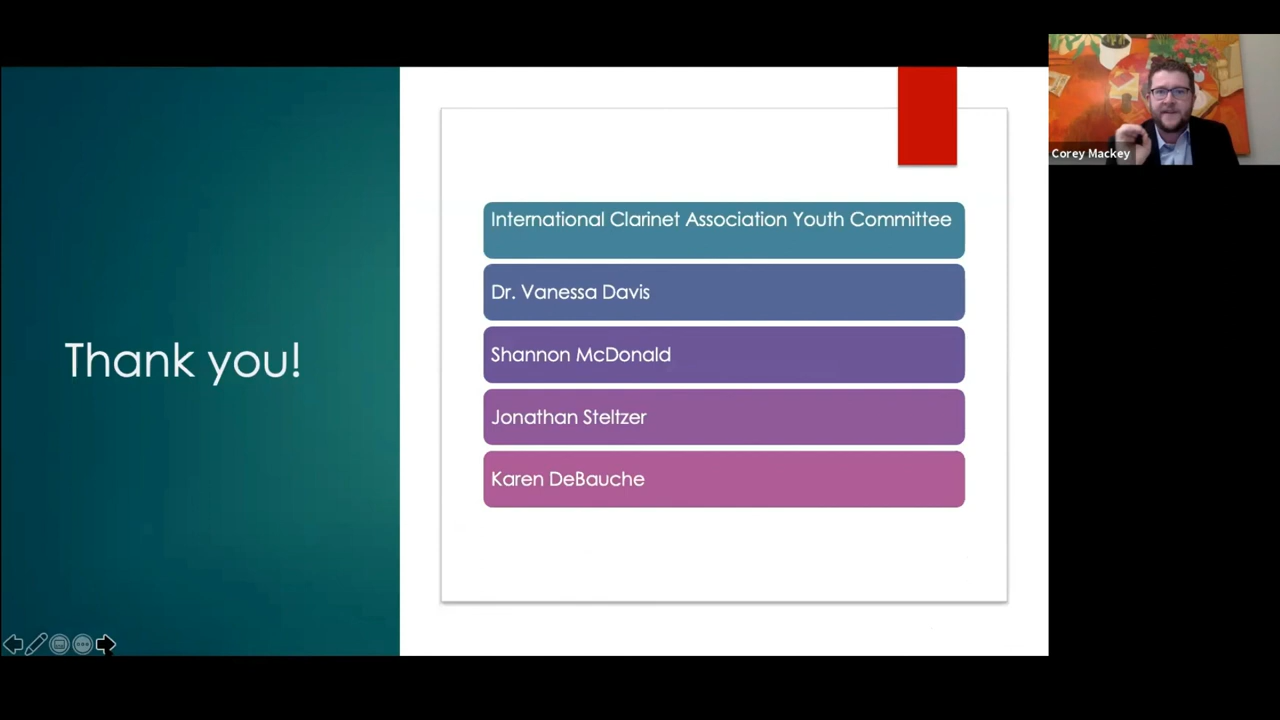 Thank you!
International Clarinet Association Youth Committee
Dr. Vanessa Davis
Shannon McDonald
Jonathan Steltzer
Karen DeBauche
Corey Mackey